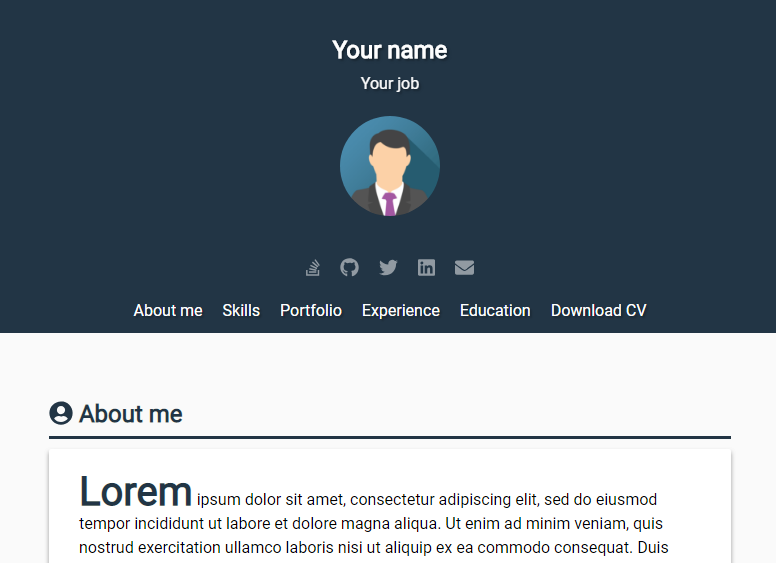 Your name
Your job
About me Skills Portfolio Experience Education Download CV
About me
Lorem ipsum dolor sit amet, consectetur adipiscing elit, sed do eiusmod
tempor incididunt ut labore et dolore magna aliqua. Ut enim ad minim veniam, quis
nostrud exercitation ullamco laboris nisi ut aliquip ex ea commodo consequat. Duis